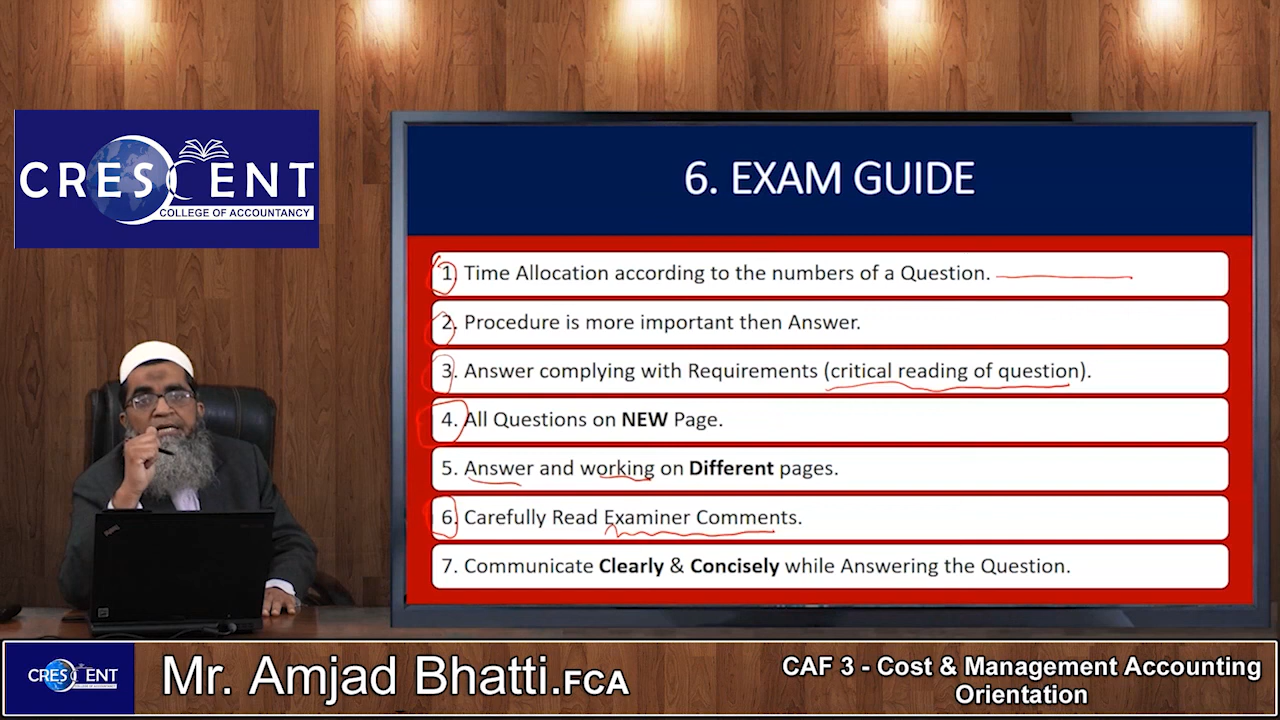 CRESCENT
COLLEGE OF ACCOUNTANCY
6. EXAM GUIDE
1. Time Allocation according to the numbers of a Question.
2. Procedure is more important then Answer.
3. Answer complying with Requirements (critical reading of question).
4. All Questions on NEW Page.
5. Answer and working on Different pages.
6. Carefully Read Examiner Comments.
7. Communicate Clearly & Concisely while Answering the Question.
CRESCENT
COLLEGE OF ACCOUNTANCY
Mr. Amjad Bhatti.FCA
CAF 3 - Cost & Management Accounting
Orientation